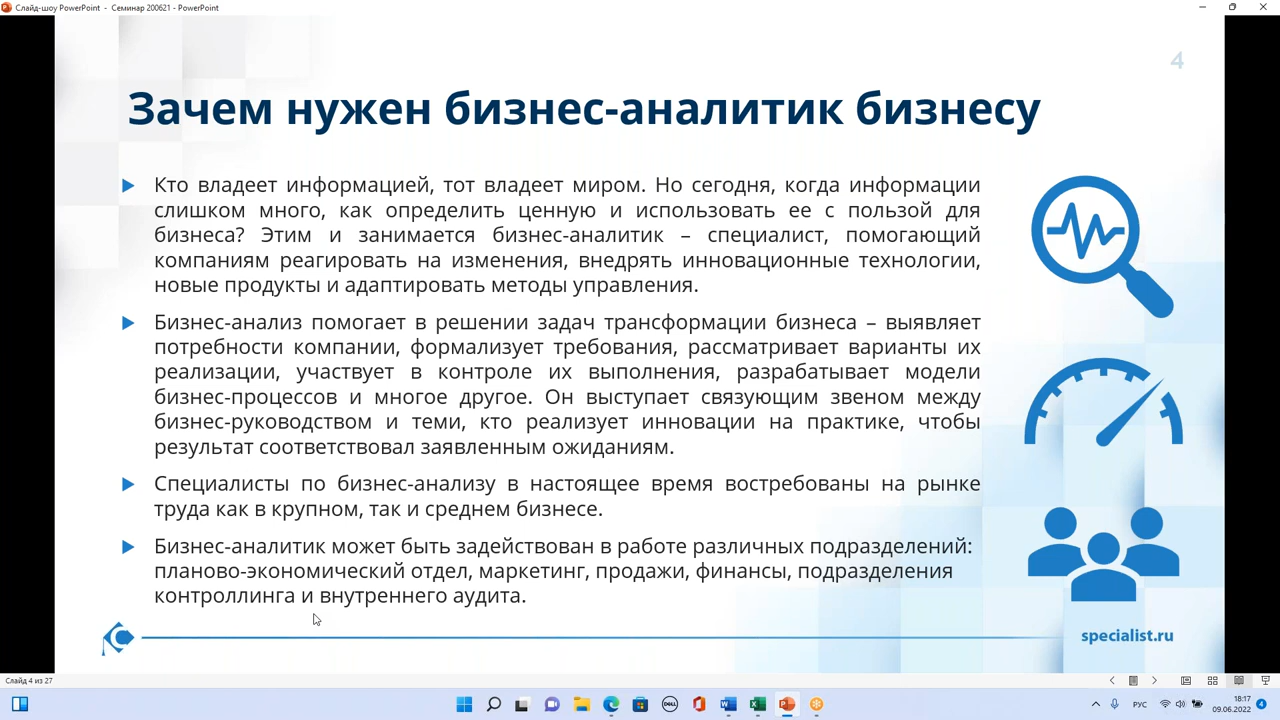 Слайд-шоу PowerPoint - Семинар 200621 - PowerPoint
4
Зачем нужен бизнес-аналитик бизнесу
Кто владеет информацией, тот владеет миром. Но сегодня, когда информации
слишком много, как определить ценную и использовать ее с пользой для
бизнеса? Этим и занимается бизнес-аналитик – специалист, помогающий
компаниям реагировать на изменения, внедрять инновационные технологии,
новые продукты и адаптировать методы управления.
Бизнес-анализ помогает в решении задач трансформации бизнеса – выявляет
потребности компании, формализует требования, рассматривает варианты их
реализации, участвует в контроле их выполнения, разрабатывает модели
бизнес-процессов и многое другое. Он выступает связующим звеном между
бизнес-руководством и теми, кто реализует инновации на практике, чтобы
результат соответствовал заявленным ожиданиям.
Специалисты по бизнес-анализу в настоящее время востребованы на рынке
труда как в крупном, так и среднем бизнесе.
Бизнес-аналитик может быть задействован в работе различных подразделений:
планово-экономический отдел, маркетинг, продажи, финансы, подразделения
контроллинга и внутреннего аудита.
specialist.ru
Слайд 4 из 27
DELL
РУС
18:17
09.06.2022
4